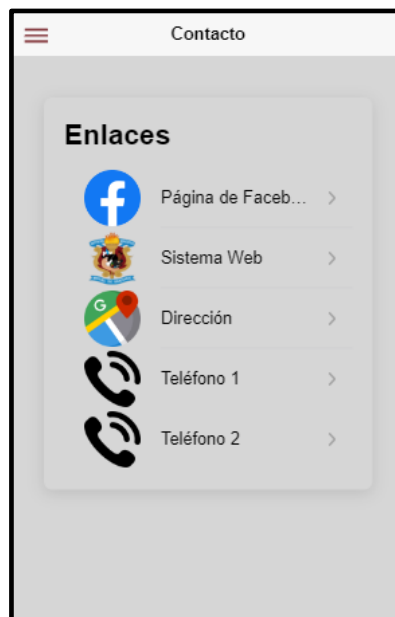 Contacto
Enlaces
Página de Faceb...
Sistema Web
G
Dirección
Teléfono 1
Teléfono 2